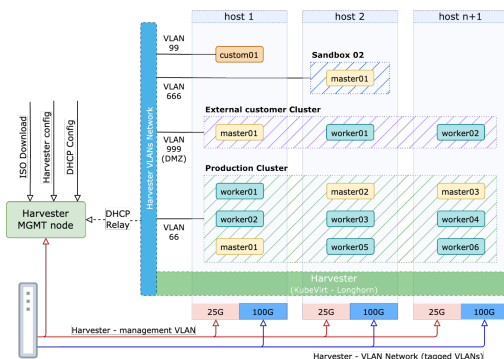 host 1
host 2
host n+1
VLAN
99
custom01
Sandbox 02
VLAN
666
master01
External customer Cluster
VLAN
999
(DMZ)
master01
worker01
worker02
Production Cluster
worker01
master02
master03
worker02
worker03
worker04
master01
worker05
worker06
VLAN
66
Harvester VLANs Network
ISO Download
Harvester config
DHCP Config
Harvester
MGMT node
DHCP
Relay
Harvester
(KubeVirt - Longhorn)
25G
100G
25G
100G
25G
100G
Harvester - management VLAN
Harvester - VLAN Network (tagged VLANs)